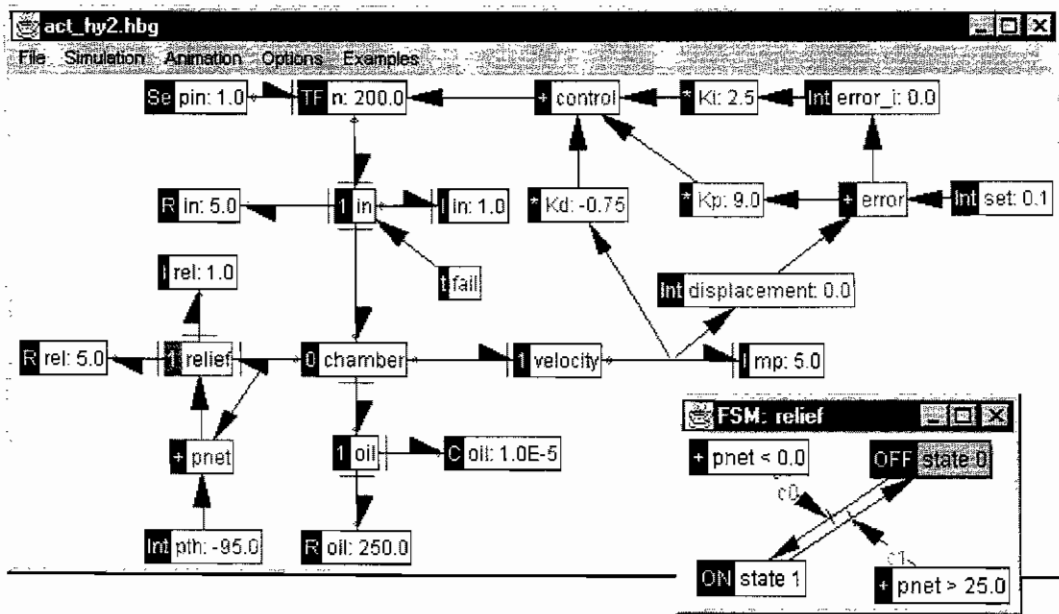 act_hy2.hbg
File Simulation Animation Options Examples
Se pin: 1.0 TF n: 200.0 + control * Ki: 2.5 Int error_i: 0.0
R in: 5.0 1 in I in: 1.0 * Kd: -0.75 * Kp: 9.0 + error Int set: 0.1
I rel: 1.0 t fail Int displacement: 0.0
R rel: 5.0 1 relief 0 chamber 1 velocity I mp: 5.0
FSM: relief
+ pnet 1 oil C oil: 1.0E-5 + pnet < 0.0 OFF state 0
c0
Int pth: -95.0 R oil: 250.0 c1
ON state 1 + pnet > 25.0